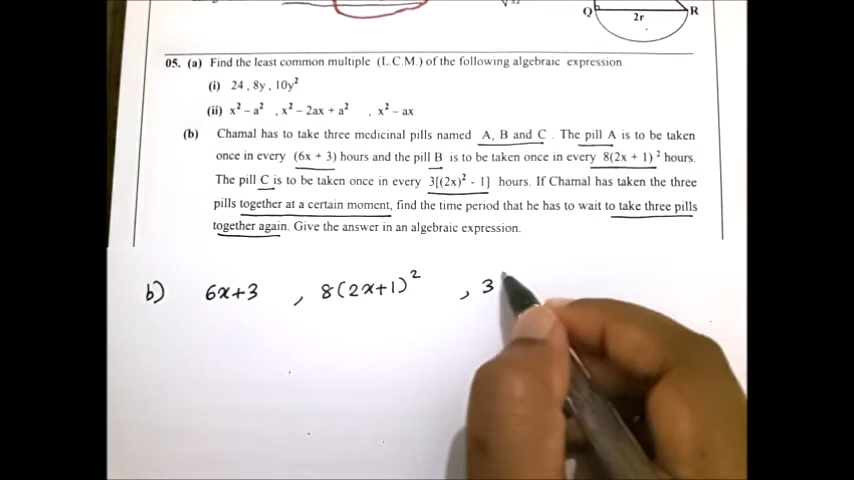 Q R
2r
05. (a) Find the least common multiple (L.C.M.) of the following algebraic expression
(i) 24 , 8y , 10y²
(ii) x² – a² , x² – 2ax + a² , x² – ax
(b) Chamal has to take three medicinal pills named A, B and C . The pill A is to be taken
once in every (6x + 3) hours and the pill B is to be taken once in every 8(2x + 1)² hours.
The pill C is to be taken once in every 3[(2x)² - 1] hours. If Chamal has taken the three
pills together at a certain moment, find the time period that he has to wait to take three pills
together again. Give the answer in an algebraic expression.
b) 6x+3 , 8(2x+1)² , 3